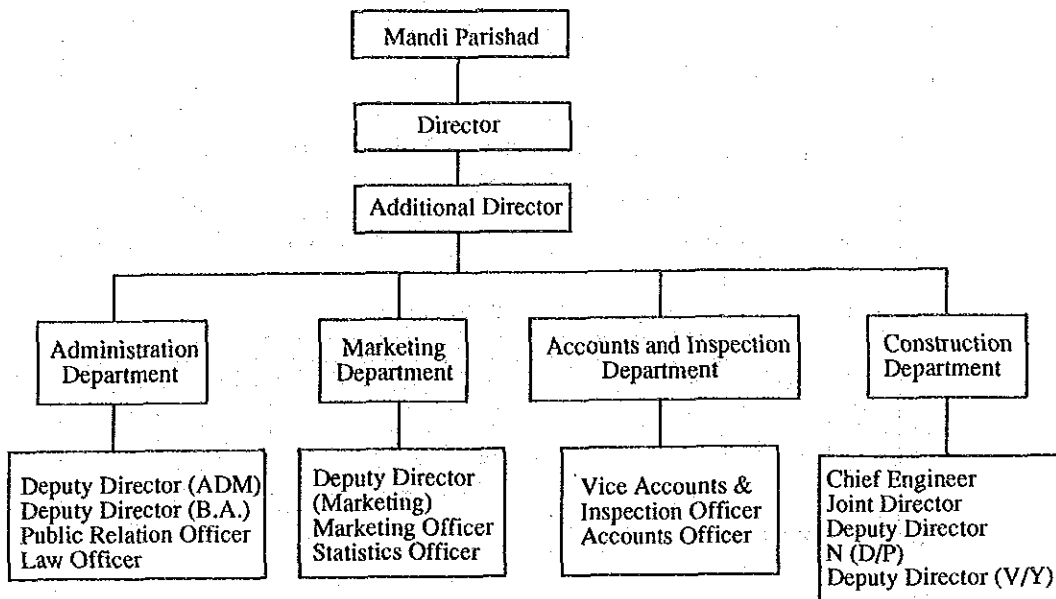 Mandi Parishad
Director
Additional Director
Administration
Department
Marketing
Department
Accounts and Inspection
Department
Construction
Department
Deputy Director (ADM)
Deputy Director (B.A.)
Public Relation Officer
Law Officer
Deputy Director
(Marketing)
Marketing Officer
Statistics Officer
Vice Accounts &
Inspection Officer
Accounts Officer
Chief Engineer
Joint Director
Deputy Director
N (D/P)
Deputy Director (V/Y)